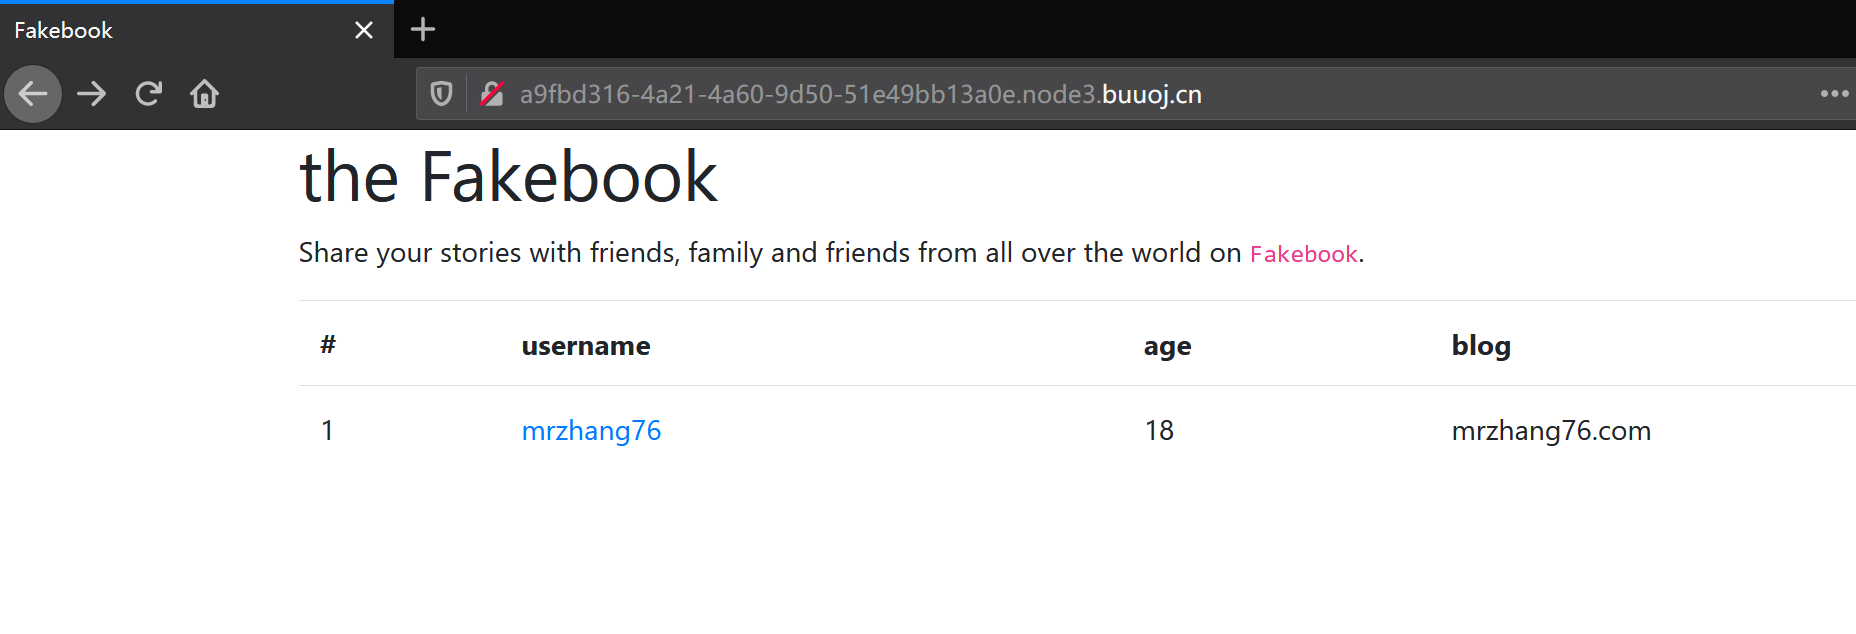 Fakebook
a9fbd316-4a21-4a60-9d50-51e49bb13a0e.node3.buuoj.cn
the Fakebook
Share your stories with friends, family and friends from all over the world on Fakebook.
# username age blog
1 mrzhang76 18 mrzhang76.com